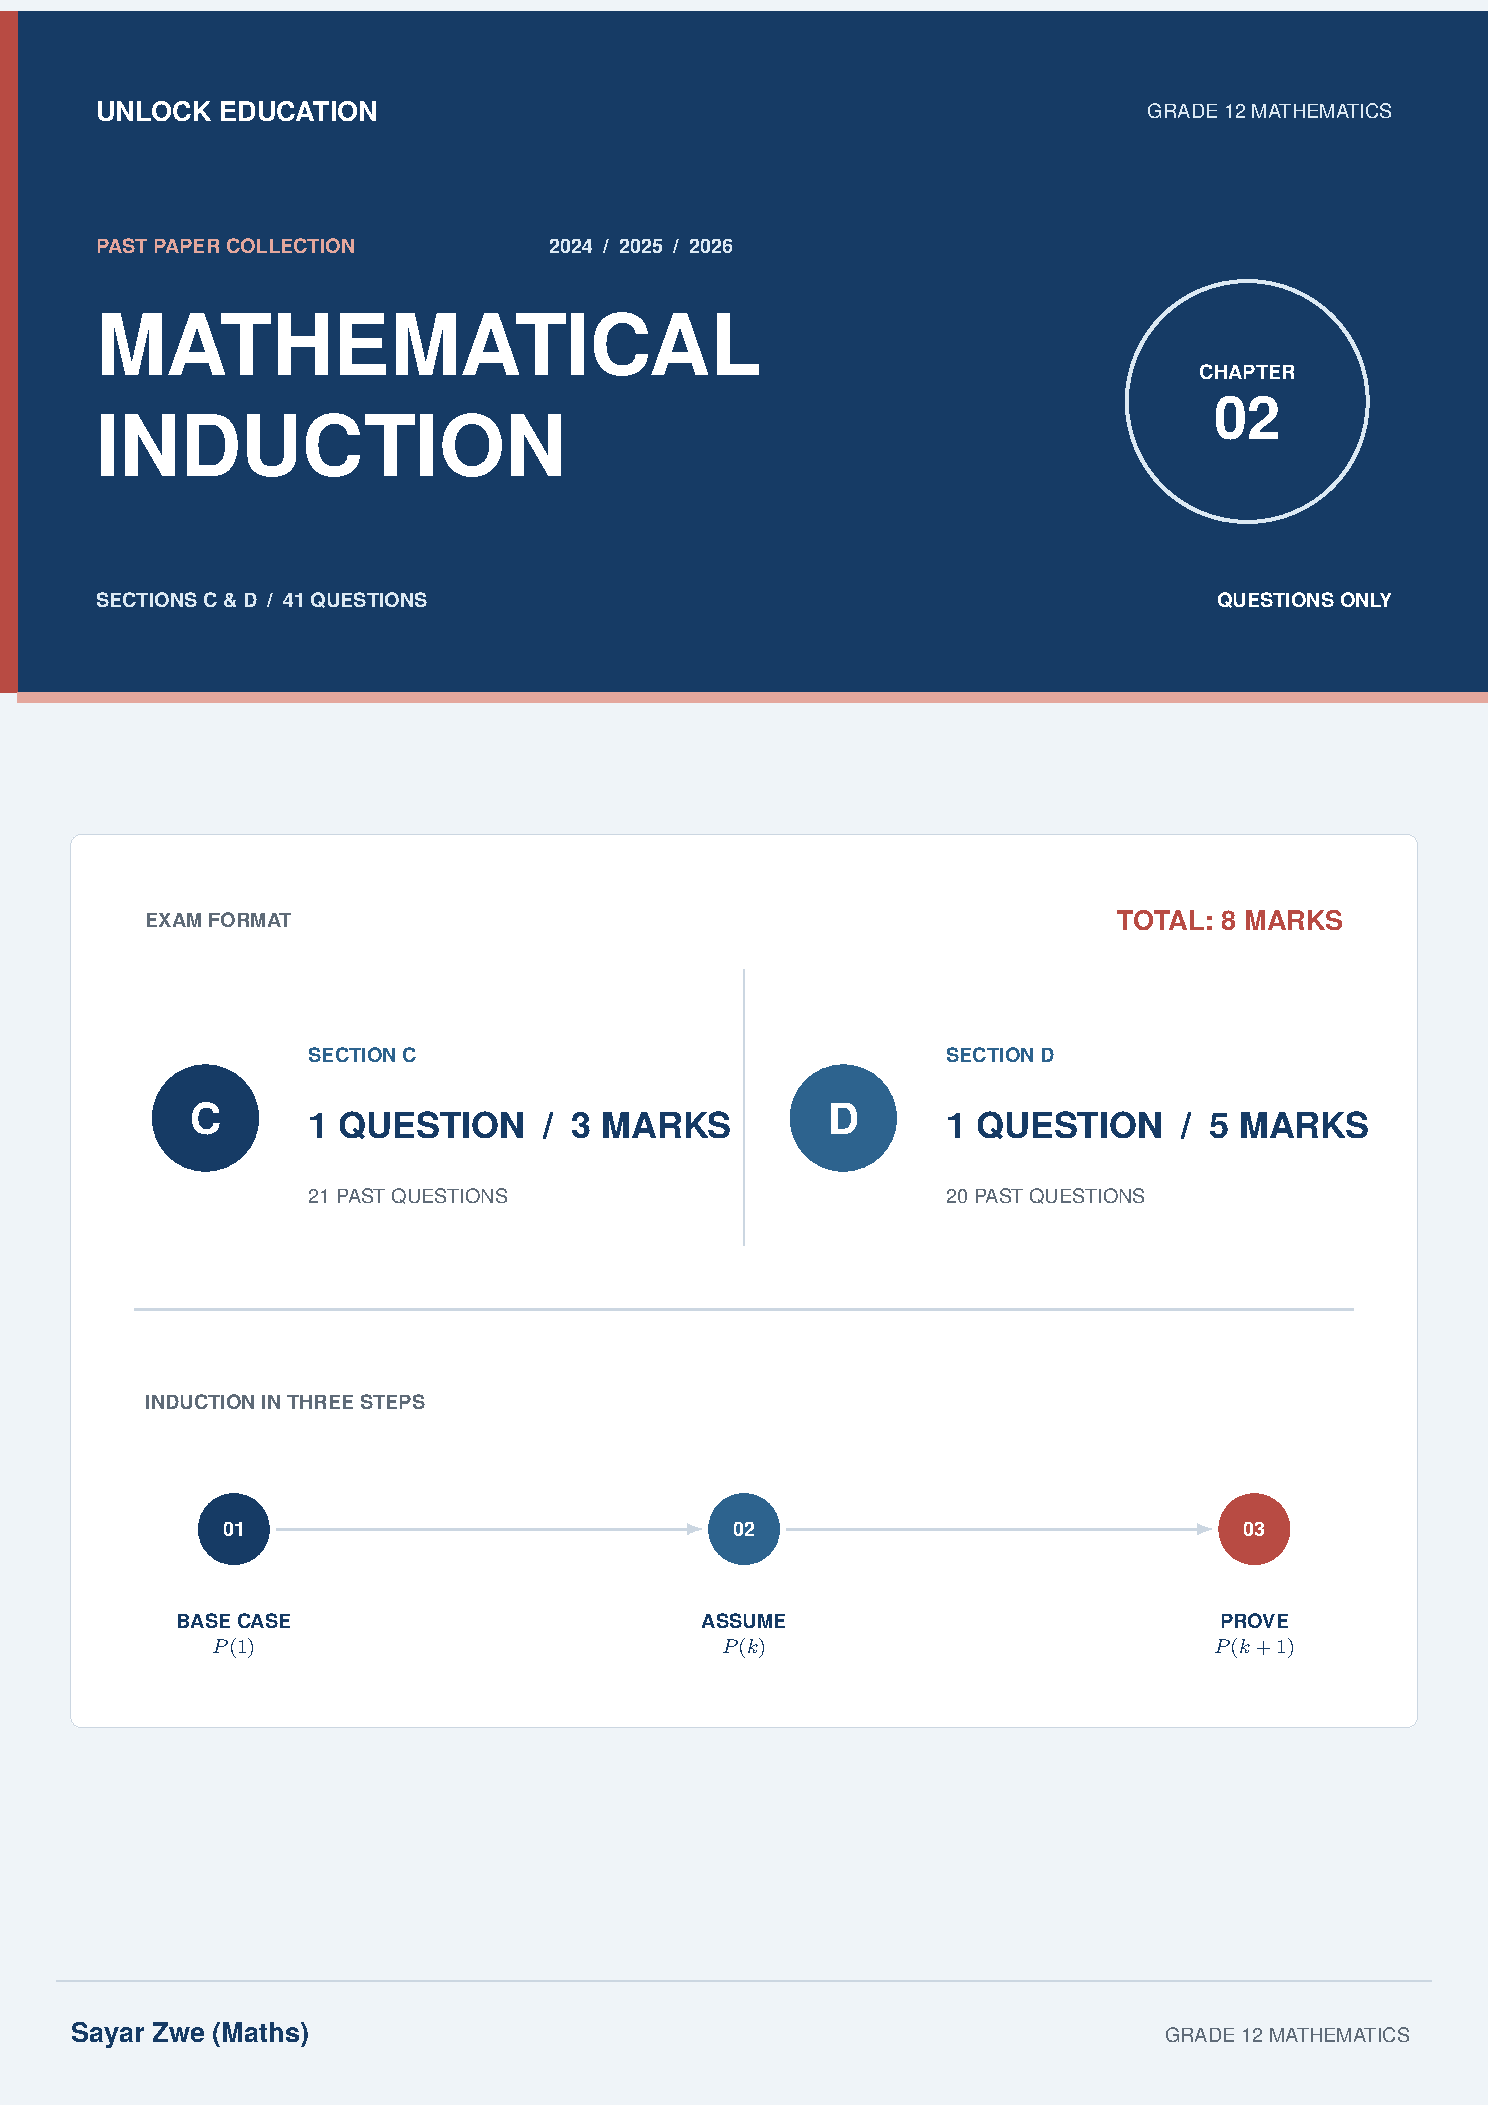 UNLOCK EDUCATION
GRADE 12 MATHEMATICS
PAST PAPER COLLECTION
2024 / 2025 / 2026
MATHEMATICAL
INDUCTION
CHAPTER
02
SECTIONS C & D / 41 QUESTIONS
QUESTIONS ONLY
EXAM FORMAT
TOTAL: 8 MARKS
C
SECTION C
1 QUESTION / 3 MARKS
21 PAST QUESTIONS
D
SECTION D
1 QUESTION / 5 MARKS
20 PAST QUESTIONS
INDUCTION IN THREE STEPS
01
02
03
BASE CASE
P(1)
ASSUME
P(k)
PROVE
P(k + 1)
Sayar Zwe (Maths)
GRADE 12 MATHEMATICS